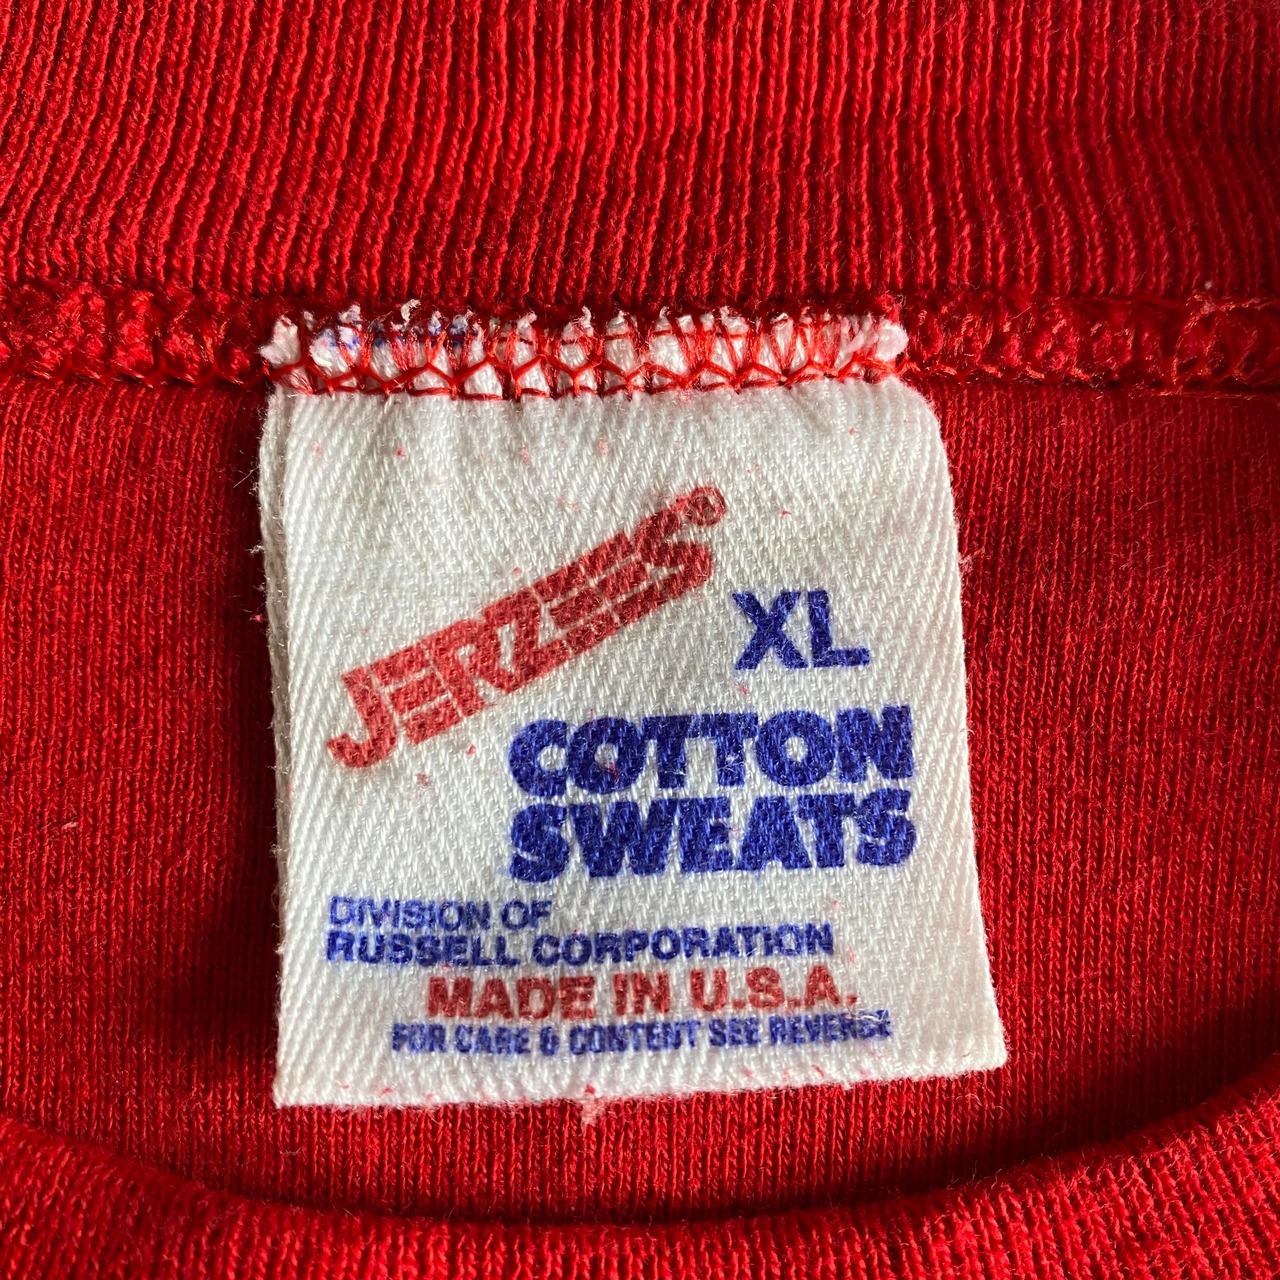 JERZEES®
XL
COTTON
SWEATS
DIVISION OF
RUSSELL CORPORATION
MADE IN U.S.A.
FOR CARE & CONTENT SEE REVERSE